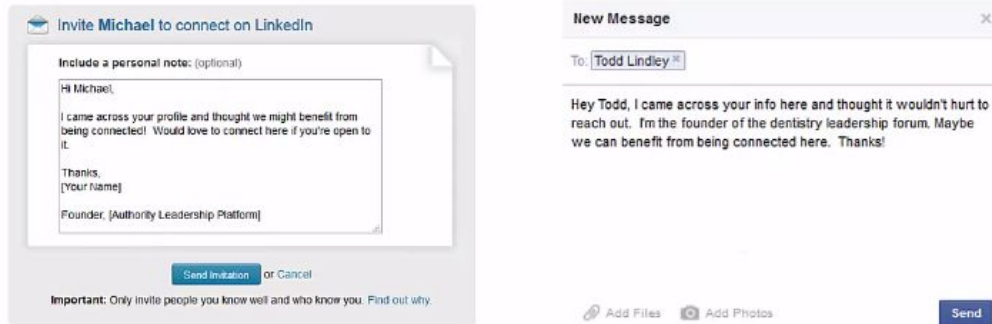 Invite Michael to connect on LinkedIn
Include a personal note: (optional)
Hi Michael,
I came across your profile and thought we might benefit from
being connected! Would love to connect here if you're open to
it.
Thanks,
[Your Name]
Founder, [Authority Leadership Platform]
Send Invitation or Cancel
Important: Only invite people you know well and who know you. Find out why.
New Message
To: Todd Lindley
Hey Todd, I came across your info here and thought it wouldn't hurt to
reach out. I'm the founder of the dentistry leadership forum. Maybe
we can benefit from being connected here. Thanks!
Add Files Add Photos Send